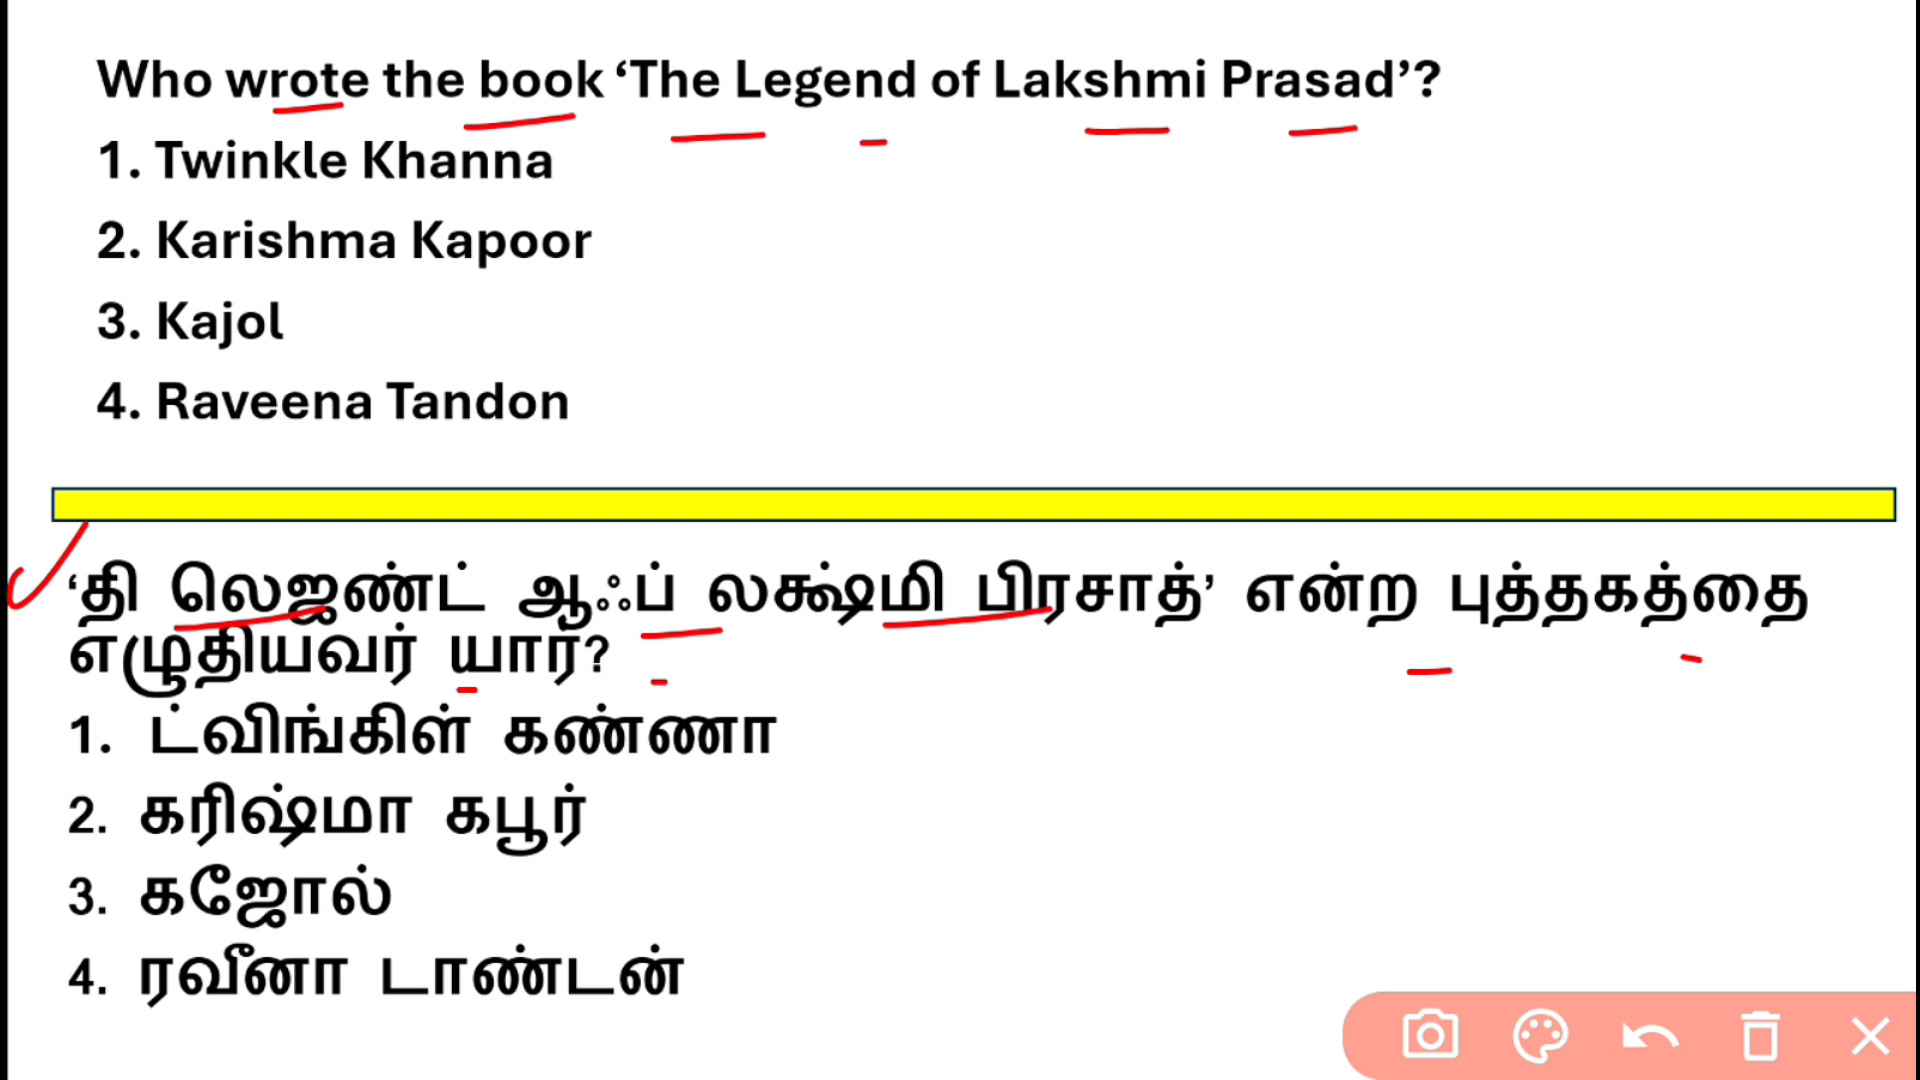 Who wrote the book ‘The Legend of Lakshmi Prasad’?
1. Twinkle Khanna
2. Karishma Kapoor
3. Kajol
4. Raveena Tandon
‘தி லெஜண்ட் ஆஃப் லக்ஷ்மி பிரசாத்’ என்ற புத்தகத்தை
எழுதியவர் யார்?
1. ட்விங்கிள் கண்ணா
2. கரிஷ்மா கபூர்
3. கஜோல்
4. ரவீனா டாண்டன்